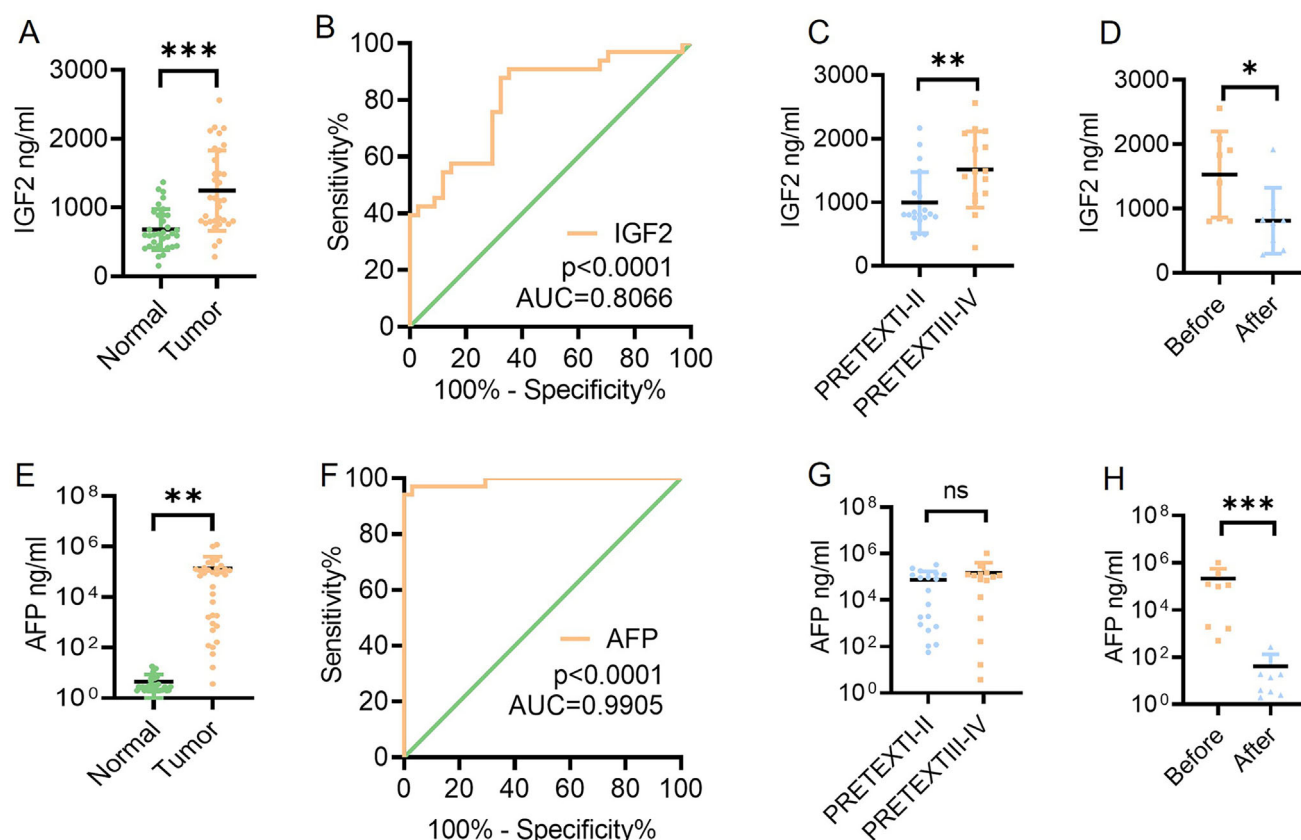 A
***
IGF2 ng/ml
3000
2000
1000
0
Normal
Tumor
B
Sensitivity%
100
80
60
40
20
0
IGF2
p<0.0001
AUC=0.8066
0 20 40 60 80 100
100% - Specificity%
C
**
IGF2 ng/ml
3000
2000
1000
0
PRETEXTI-II
PRETEXTIII-IV
D
*
IGF2 ng/ml
3000
2000
1000
0
Before
After
E
**
AFP ng/ml
10⁸
10⁶
10⁴
10²
10⁰
Normal
Tumor
F
Sensitivity%
100
80
60
40
20
0
AFP
p<0.0001
AUC=0.9905
0 20 40 60 80 100
100% - Specificity%
G
ns
AFP ng/ml
10⁸
10⁶
10⁴
10²
10⁰
PRETEXTI-II
PRETEXTIII-IV
H
***
AFP ng/ml
10⁸
10⁶
10⁴
10²
10⁰
Before
After